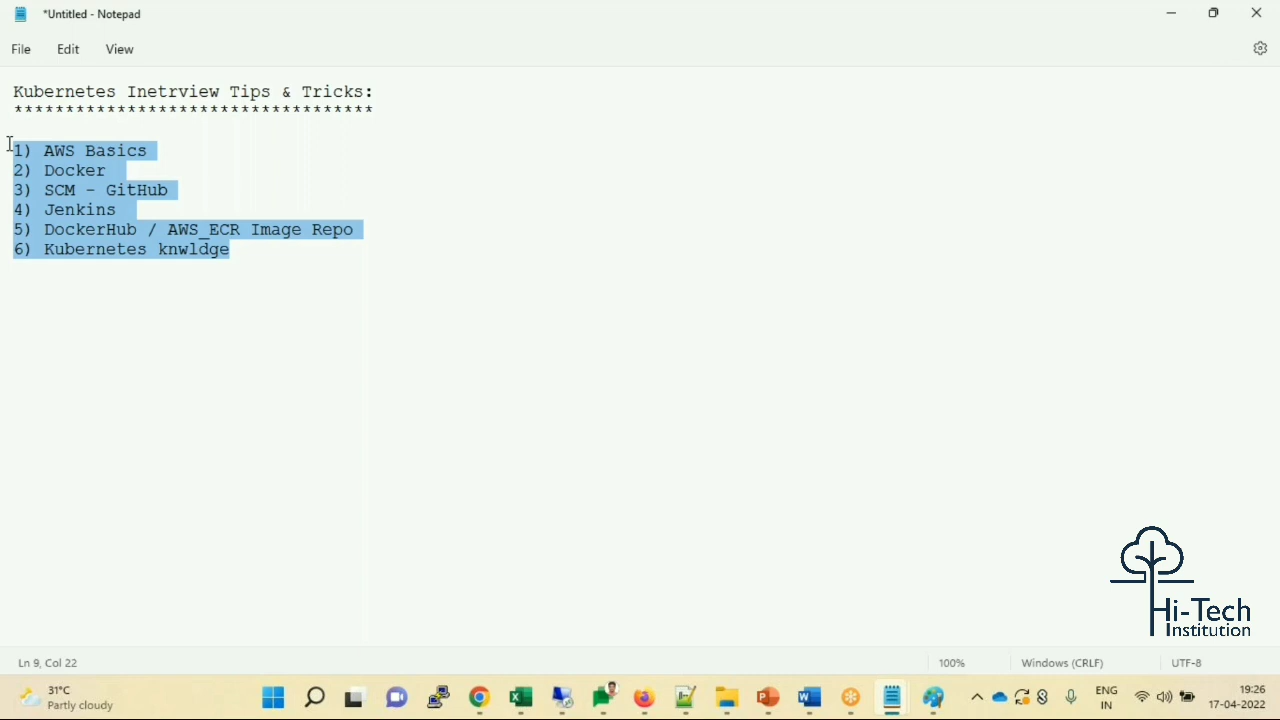 *Untitled - Notepad
File Edit View
Kubernetes Inetrview Tips & Tricks:
***********************************
1) AWS Basics
2) Docker
3) SCM - GitHub
4) Jenkins
5) DockerHub / AWS_ECR Image Repo
6) Kubernetes knwldge
Hi-Tech
Institution
Ln 9, Col 22
100%
Windows (CRLF)
UTF-8
31°C
Partly cloudy
ENG
IN
19:26
17-04-2022